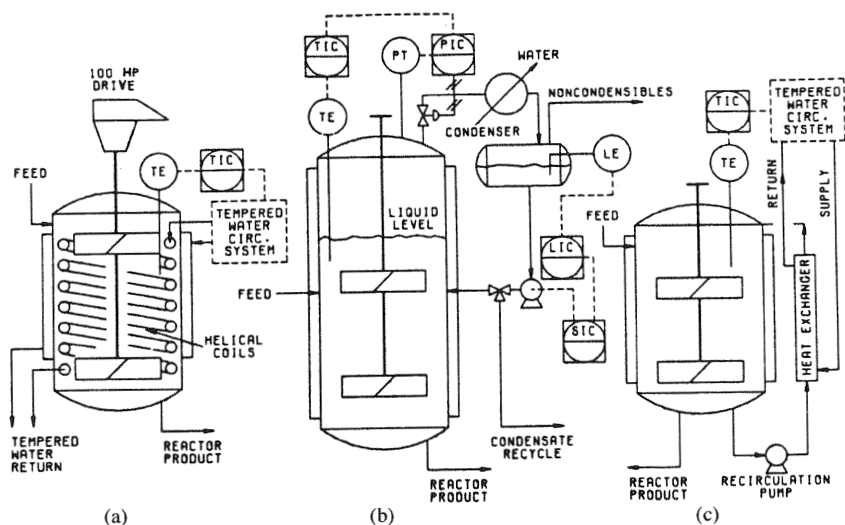 100 HP
DRIVE
FEED
TE
TIC
TEMPERED
WATER
CIRC.
SYSTEM
HELICAL
COILS
TEMPERED
WATER
RETURN
REACTOR
PRODUCT
(a)
TIC
PT
PIC
WATER
TE
CONDENSER
NONCONDENSIBLES
LE
LIQUID
LEVEL
LIC
FEED
SIC
CONDENSATE
RECYCLE
REACTOR
PRODUCT
(b)
TIC
TEMPERED
WATER
CIRC.
SYSTEM
TE
RETURN
SUPPLY
FEED
HEAT EXCHANGER
REACTOR
PRODUCT
RECIRCULATION
PUMP
(c)